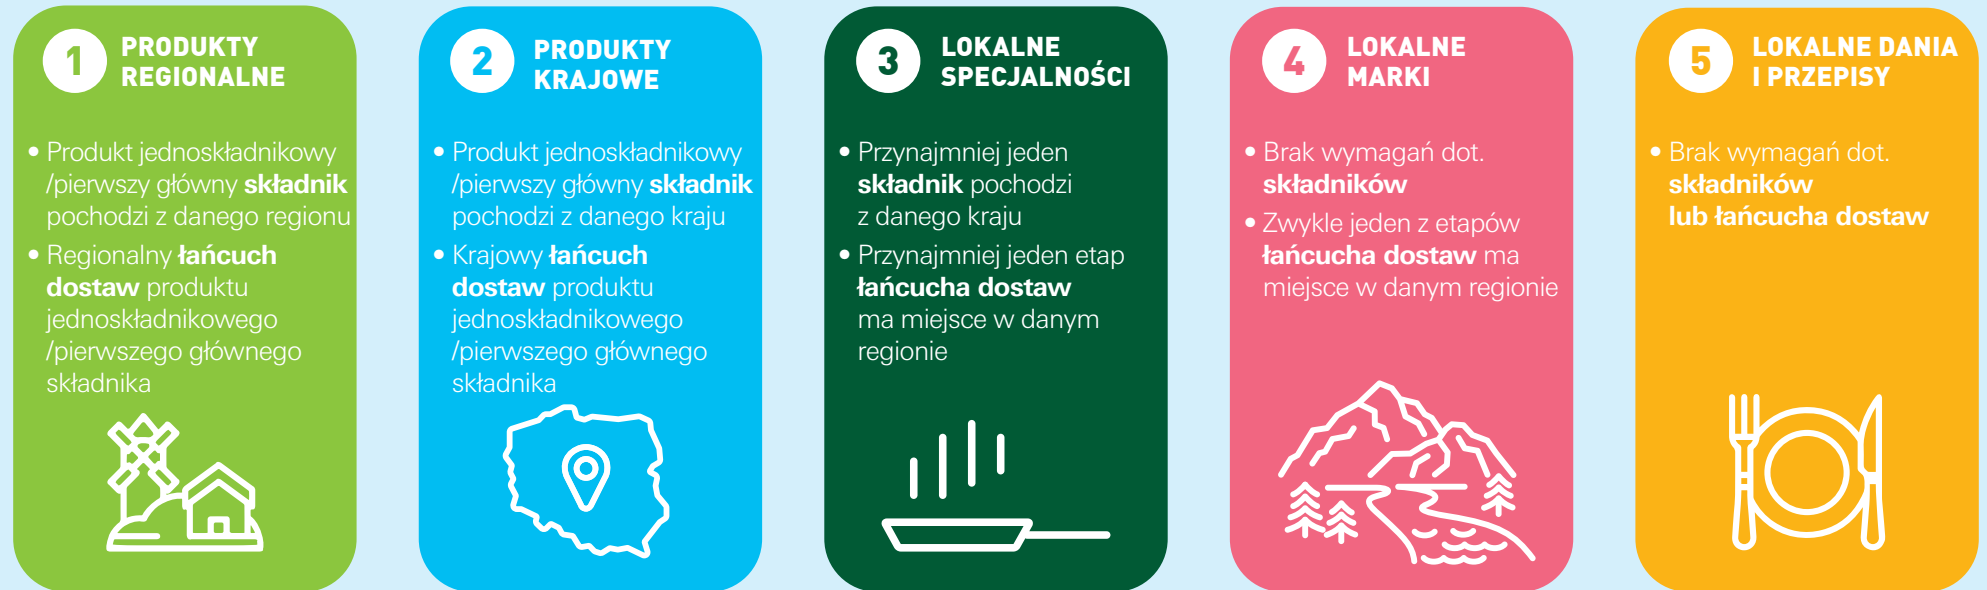 1
PRODUKTY
REGIONALNE
• Produkt jednoskładnikowy
/pierwszy główny składnik
pochodzi z danego regionu
• Regionalny łańcuch
dostaw produktu
jednoskładnikowego
/pierwszego głównego
składnika
2
PRODUKTY
KRAJOWE
• Produkt jednoskładnikowy
/pierwszy główny składnik
pochodzi z danego kraju
• Krajowy łańcuch
dostaw produktu
jednoskładnikowego
/pierwszego głównego
składnika
3
LOKALNE
SPECJALNOŚCI
• Przynajmniej jeden
składnik pochodzi
z danego kraju
• Przynajmniej jeden etap
łańcucha dostaw
ma miejsce w danym
regionie
4
LOKALNE
MARKI
• Brak wymagań dot.
składników
• Zwykle jeden z etapów
łańcucha dostaw ma
miejsce w danym regionie
5
LOKALNE DANIA
I PRZEPISY
• Brak wymagań dot.
składników
lub łańcucha dostaw